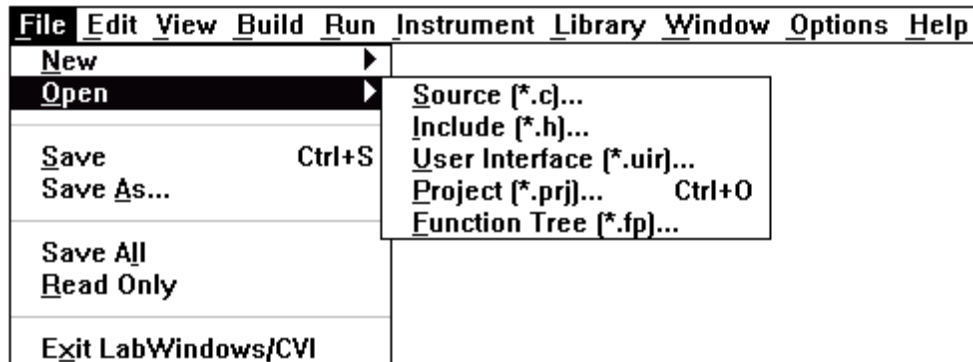 File Edit View Build Run Instrument Library Window Options Help
New
Open
Source (*.c)...
Include (*.h)...
Save Ctrl+S
User Interface (*.uir)...
Save As...
Project (*.prj)... Ctrl+O
Function Tree (*.fp)...
Save All
Read Only
Exit LabWindows/CVI